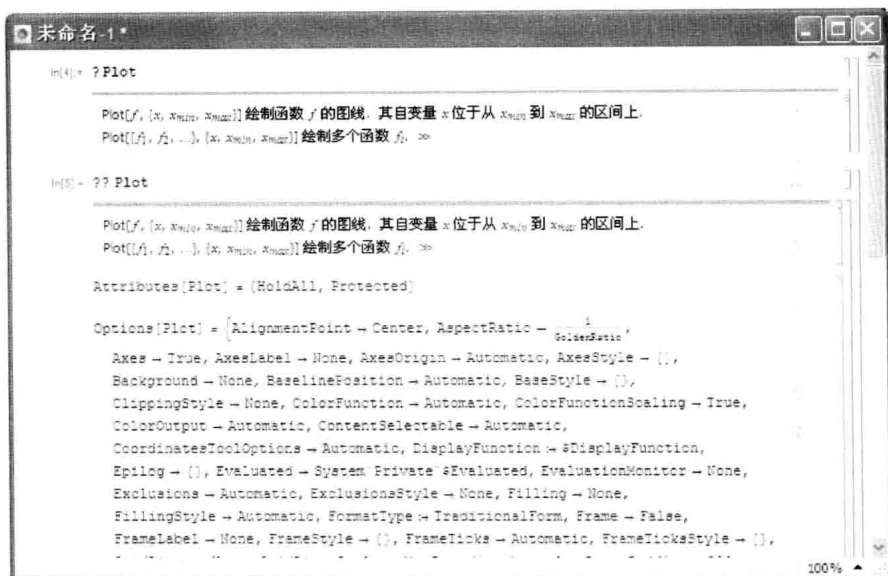 未命名-1 *
In[4]:= ? Plot
Plot[f, {x, xmin, xmax}] 绘制函数 f 的图线. 其自变量 x 位于从 xmin 到 xmax 的区间上.
Plot[{f1, f2, ...}, {x, xmin, xmax}] 绘制多个函数 fi. ≫
In[5]:= ?? Plot
Plot[f, {x, xmin, xmax}] 绘制函数 f 的图线. 其自变量 x 位于从 xmin 到 xmax 的区间上.
Plot[{f1, f2, ...}, {x, xmin, xmax}] 绘制多个函数 fi. ≫
Attributes[Plot] = {HoldAll, Protected}
Options[Plot] = {AlignmentPoint → Center, AspectRatio → 1/GoldenRatio,
Axes → True, AxesLabel → None, AxesOrigin → Automatic, AxesStyle → {},
Background → None, BaselinePosition → Automatic, BaseStyle → {},
ClippingStyle → None, ColorFunction → Automatic, ColorFunctionScaling → True,
ColorOutput → Automatic, ContentSelectable → Automatic,
CoordinatesToolOptions → Automatic, DisplayFunction :→ $DisplayFunction,
Epilog → {}, Evaluated → System`Private`$Evaluated, EvaluationMonitor → None,
Exclusions → Automatic, ExclusionsStyle → None, Filling → None,
FillingStyle → Automatic, FormatType :→ TraditionalForm, Frame → False,
FrameLabel → None, FrameStyle → {}, FrameTicks → Automatic, FrameTicksStyle → {},
100%